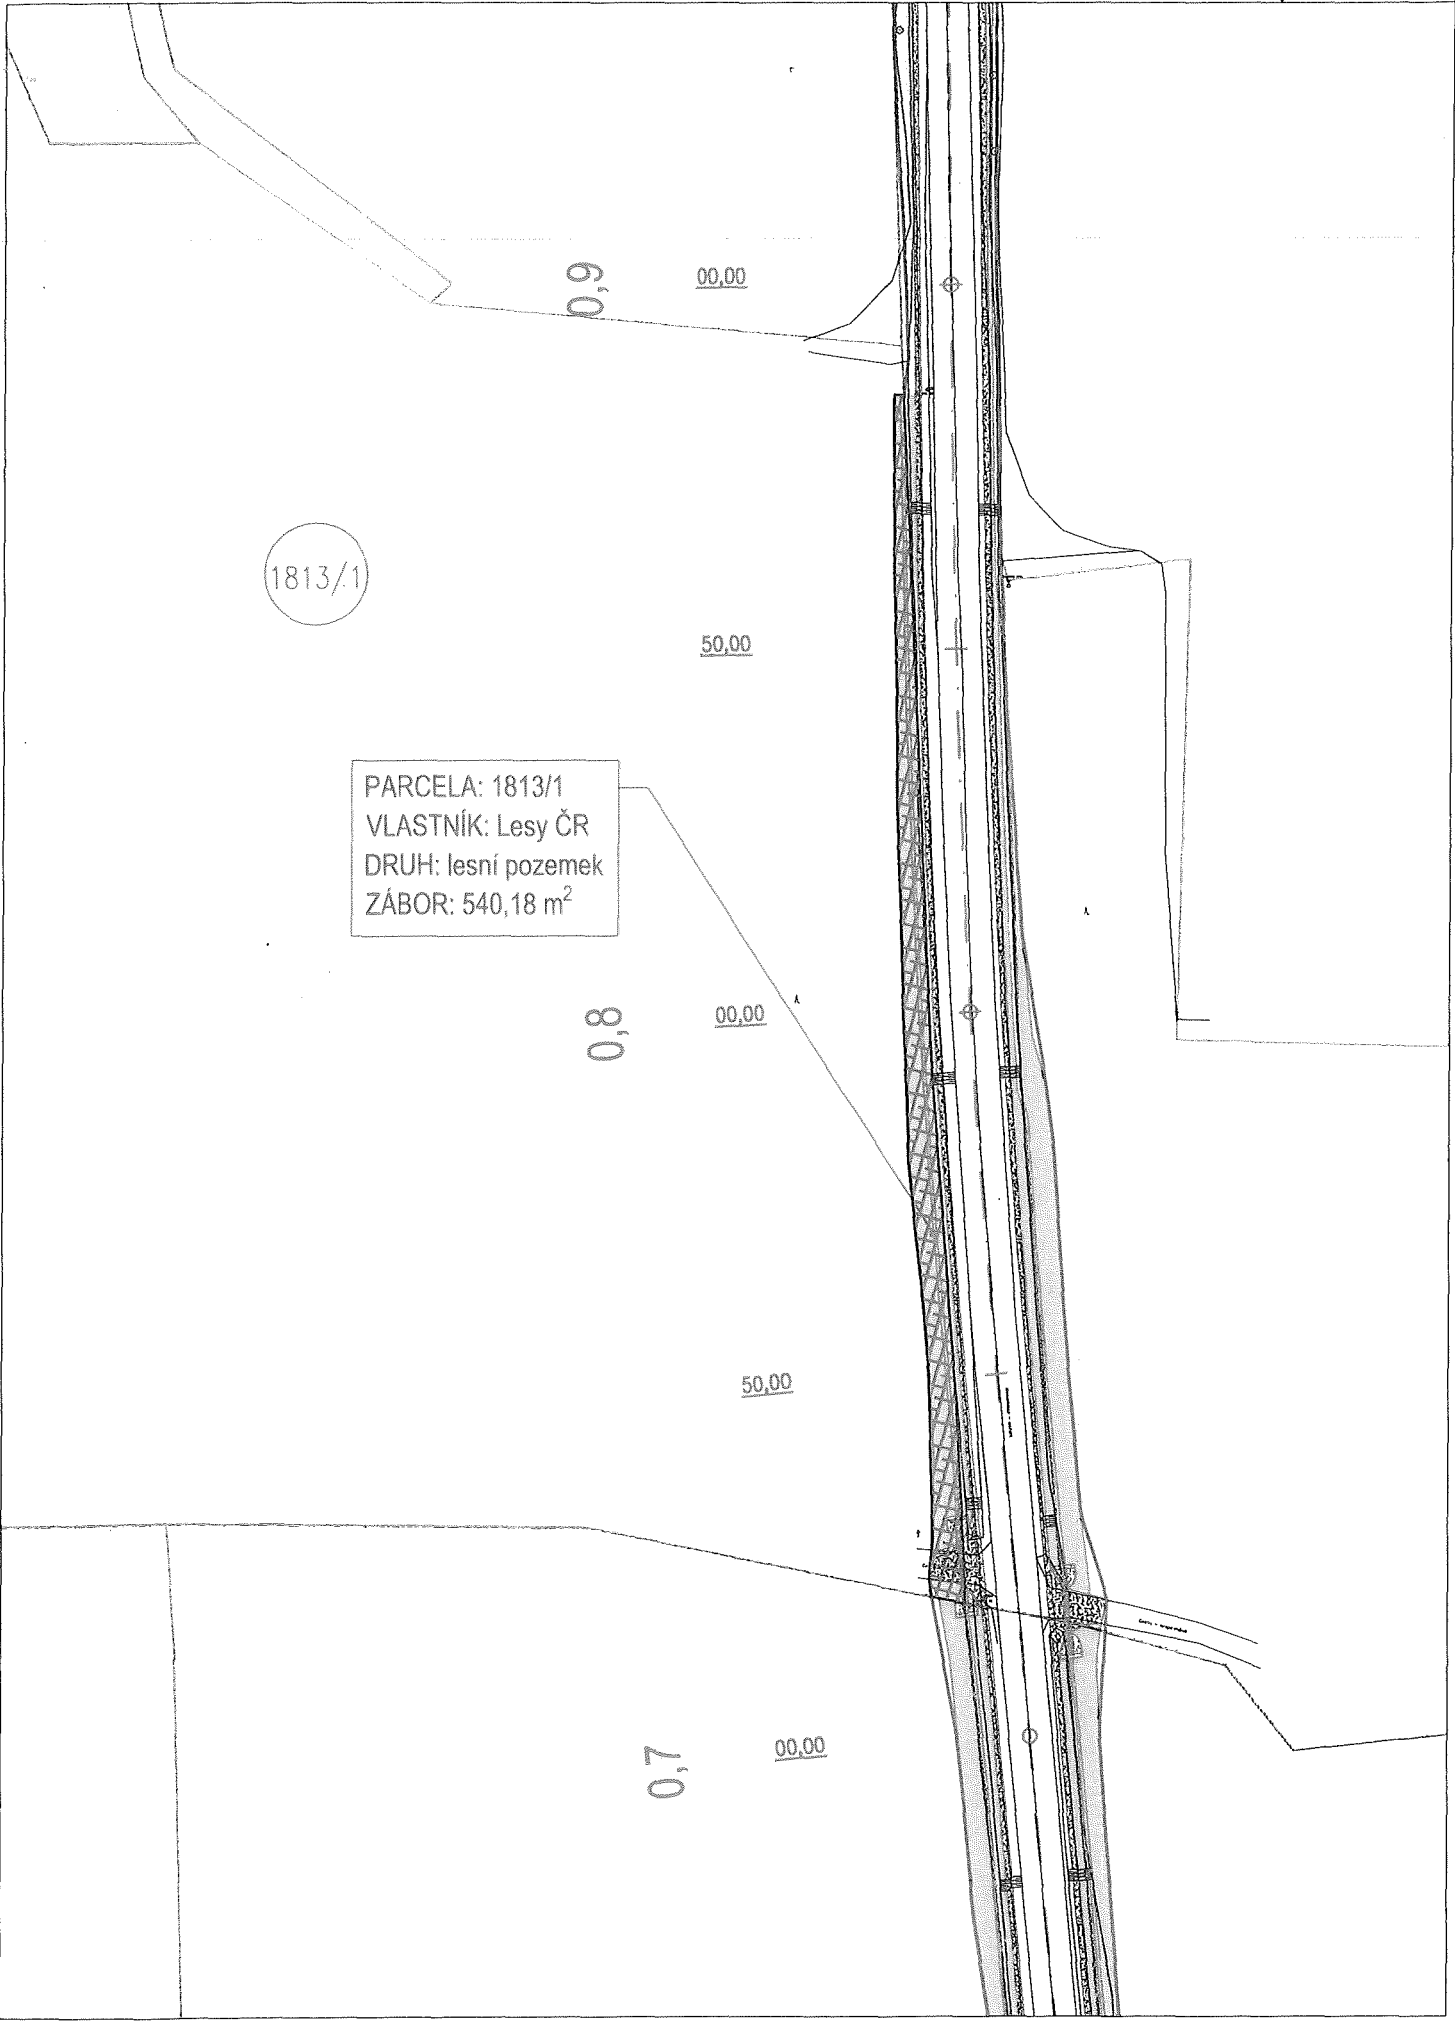 0,9
00,00
1813/1
50,00
PARCELA: 1813/1
VLASTNÍK: Lesy ČR
DRUH: lesní pozemek
ZÁBOR: 540,18 m²
0,8
00,00
50,00
0,7
00,00